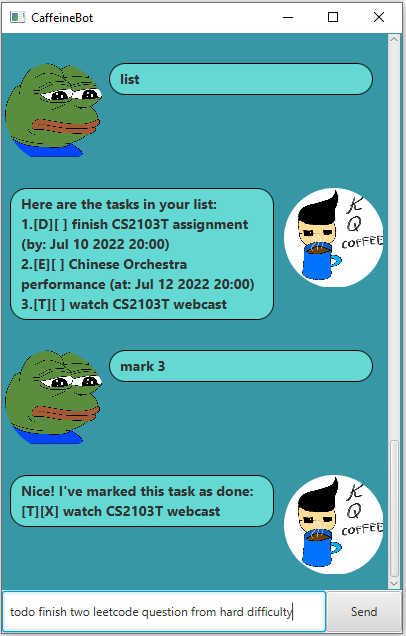 CaffeineBot
list
Here are the tasks in your list:
1.[D][ ] finish CS2103T assignment
(by: Jul 10 2022 20:00)
2.[E][ ] Chinese Orchestra
performance (at: Jul 12 2022 20:00)
3.[T][ ] watch CS2103T webcast
K
Q
COFFEE
mark 3
Nice! I've marked this task as done:
[T][X] watch CS2103T webcast
K
Q
COFFEE
todo finish two leetcode question from hard difficulty
Send